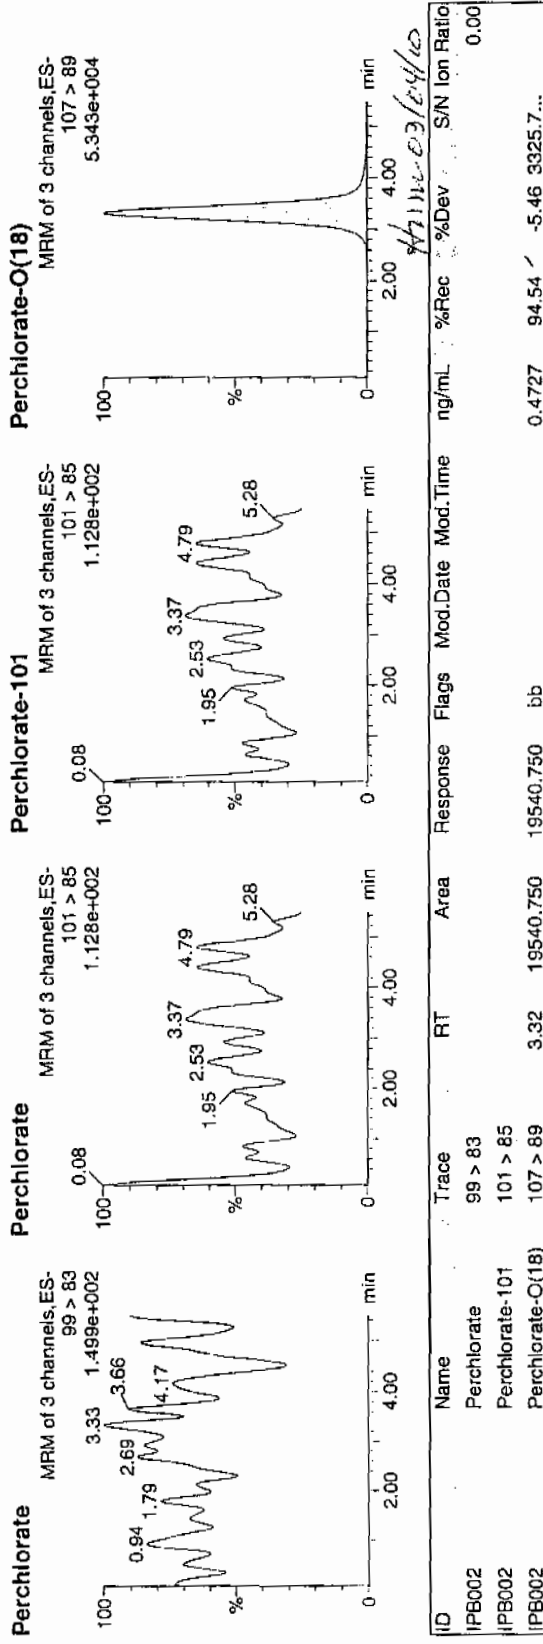 Perchlorate
MRM of 3 channels,ES-
99 > 83
1.499e+002
100
%
0
0.94
1.79
2.69
3.33
3.66
4.17
2.00
4.00
min
Perchlorate
MRM of 3 channels,ES-
101 > 85
1.128e+002
100
%
0
0.08
1.95
2.53
3.37
4.79
5.28
2.00
4.00
min
Perchlorate-101
MRM of 3 channels,ES-
101 > 85
1.128e+002
100
%
0
0.08
1.95
2.53
3.37
4.79
5.28
2.00
4.00
min
Perchlorate-O(18)
MRM of 3 channels,ES-
107 > 89
5.343e+004
100
%
0
2.00
4.00
min
03/04/10
ID Name Trace RT Area Response Flags Mod.Date Mod.Time ng/mL %Rec %Dev S/N Ion Ratio
IPB002 Perchlorate 99 > 83 0.00
IPB002 Perchlorate-101 101 > 85
IPB002 Perchlorate-O(18) 107 > 89 3.32 19540.750 19540.750 bb 0.4727 94.54 -5.46 3325.7...